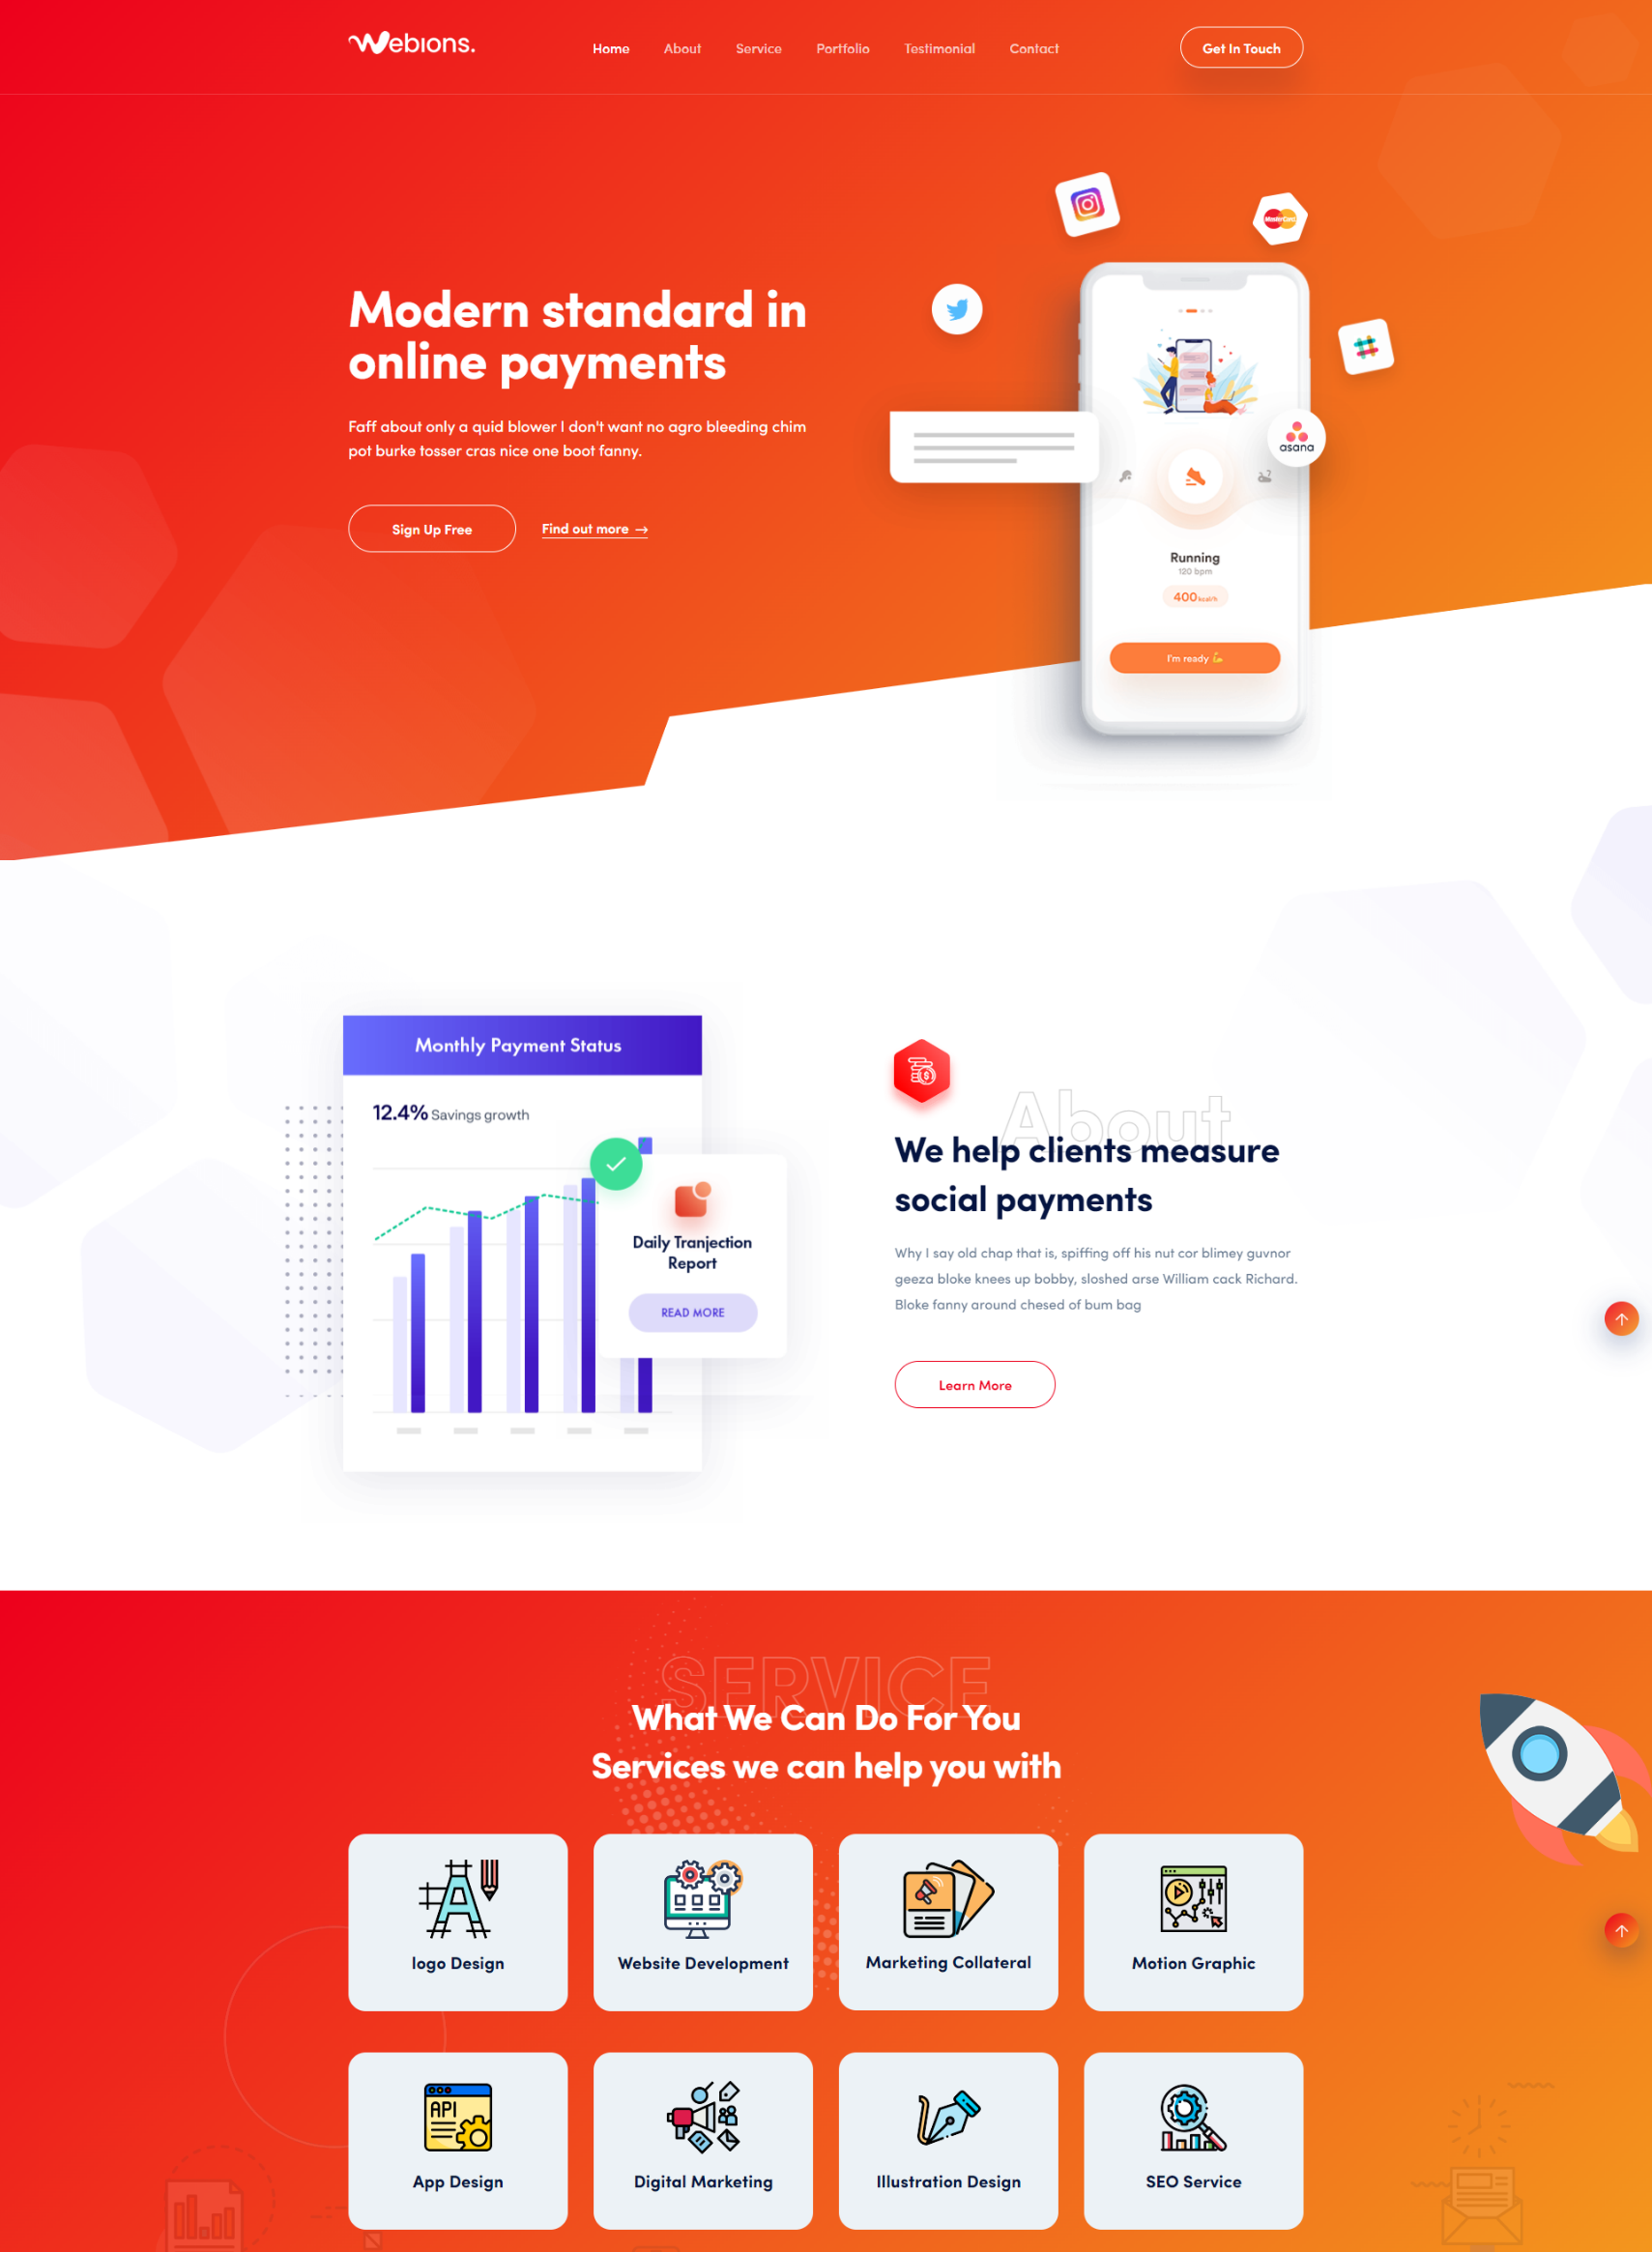 Webıons.
Home
About
Service
Portfolio
Testimonial
Contact
Get In Touch
MasterCard
Modern standard in
online payments
Faff about only a quid blower I don't want no agro bleeding chim
pot burke tosser cras nice one boot fanny.
Sign Up Free
Find out more →
asana
Running
120 bpm
400 kcal/h
I'm ready 💪
Monthly Payment Status
12.4% Savings growth
Daily Tranjection
Report
READ MORE
About
We help clients measure
social payments
Why I say old chap that is, spiffing off his nut cor blimey guvnor
geeza bloke knees up bobby, sloshed arse William cack Richard.
Bloke fanny around chesed of bum bag
Learn More
SERVICE
What We Can Do For You
Services we can help you with
logo Design
Website Development
Marketing Collateral
Motion Graphic
API
App Design
Digital Marketing
Illustration Design
SEO Service